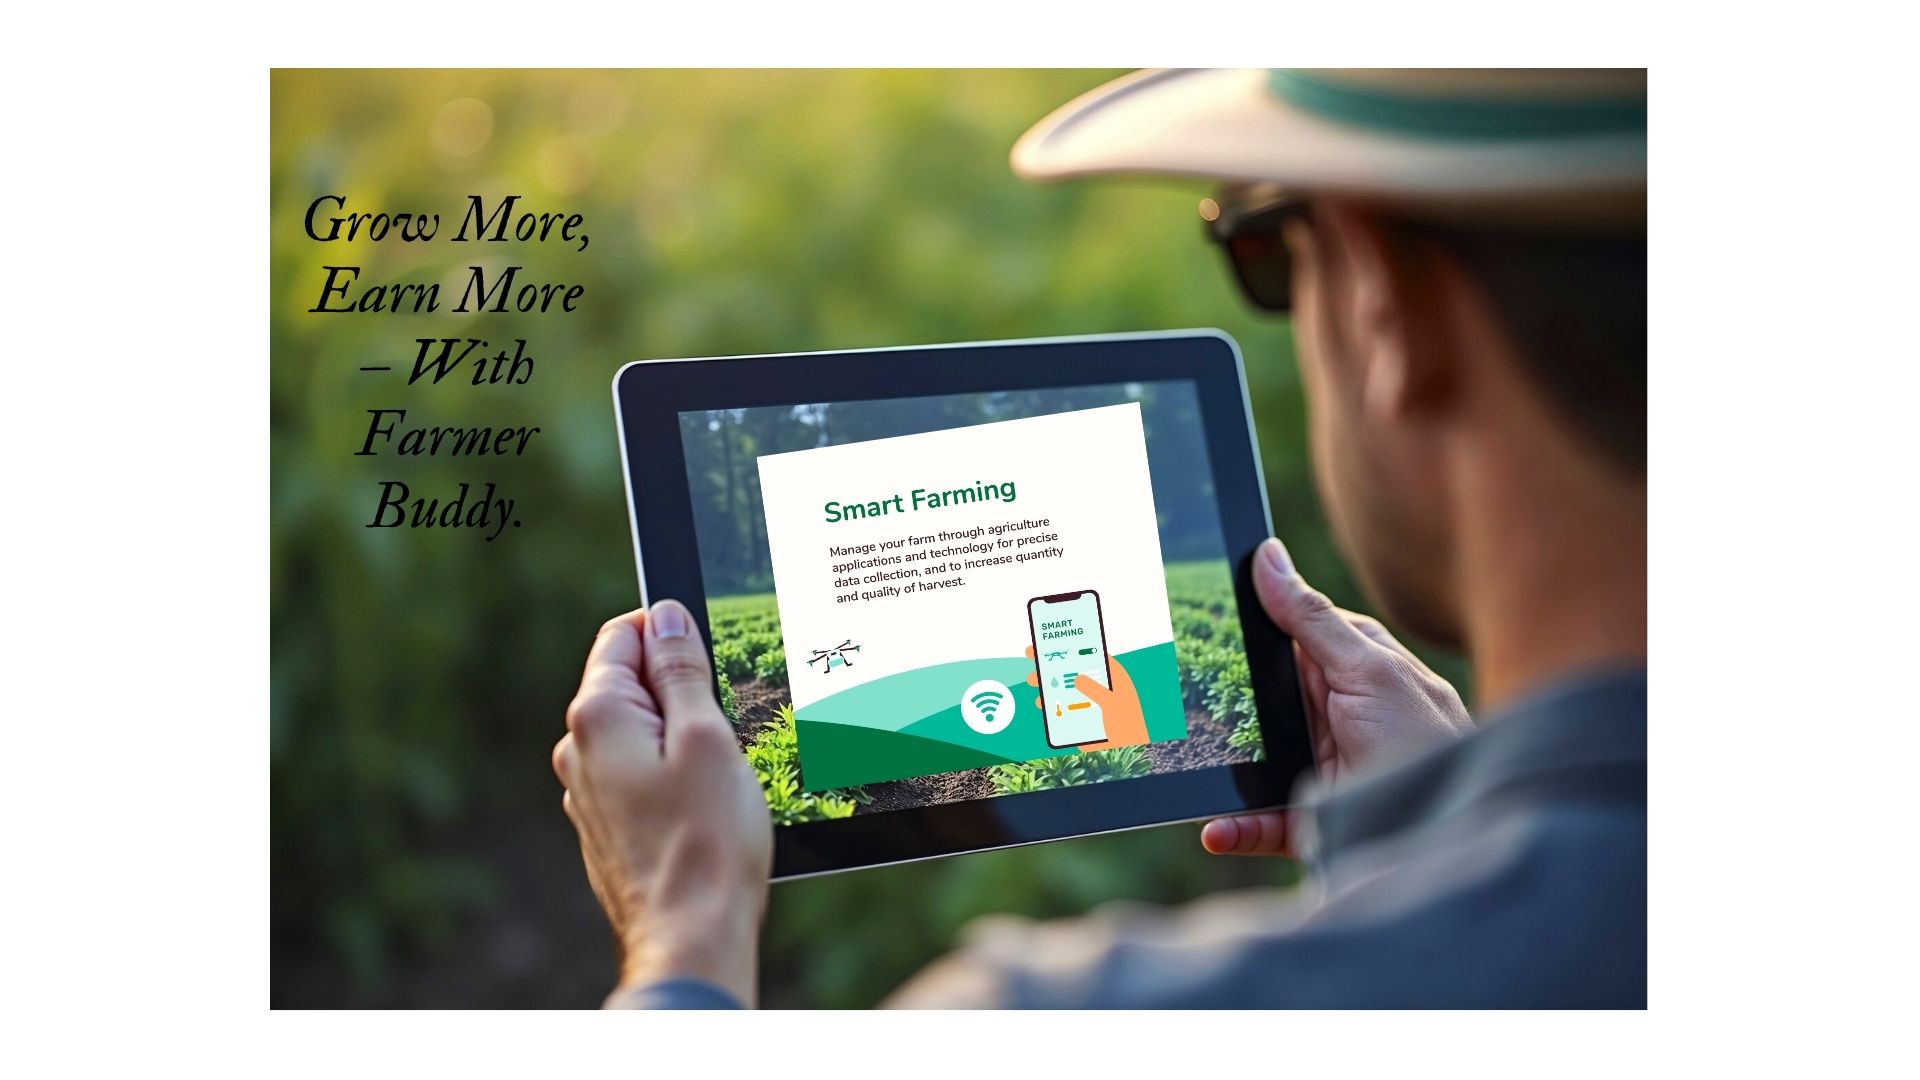 Grow More,
Earn More
– With
Farmer
Buddy.
Smart Farming
Manage your farm through agriculture
applications and technology for precise
data collection, and to increase quantity
and quality of harvest.
SMART
FARMING